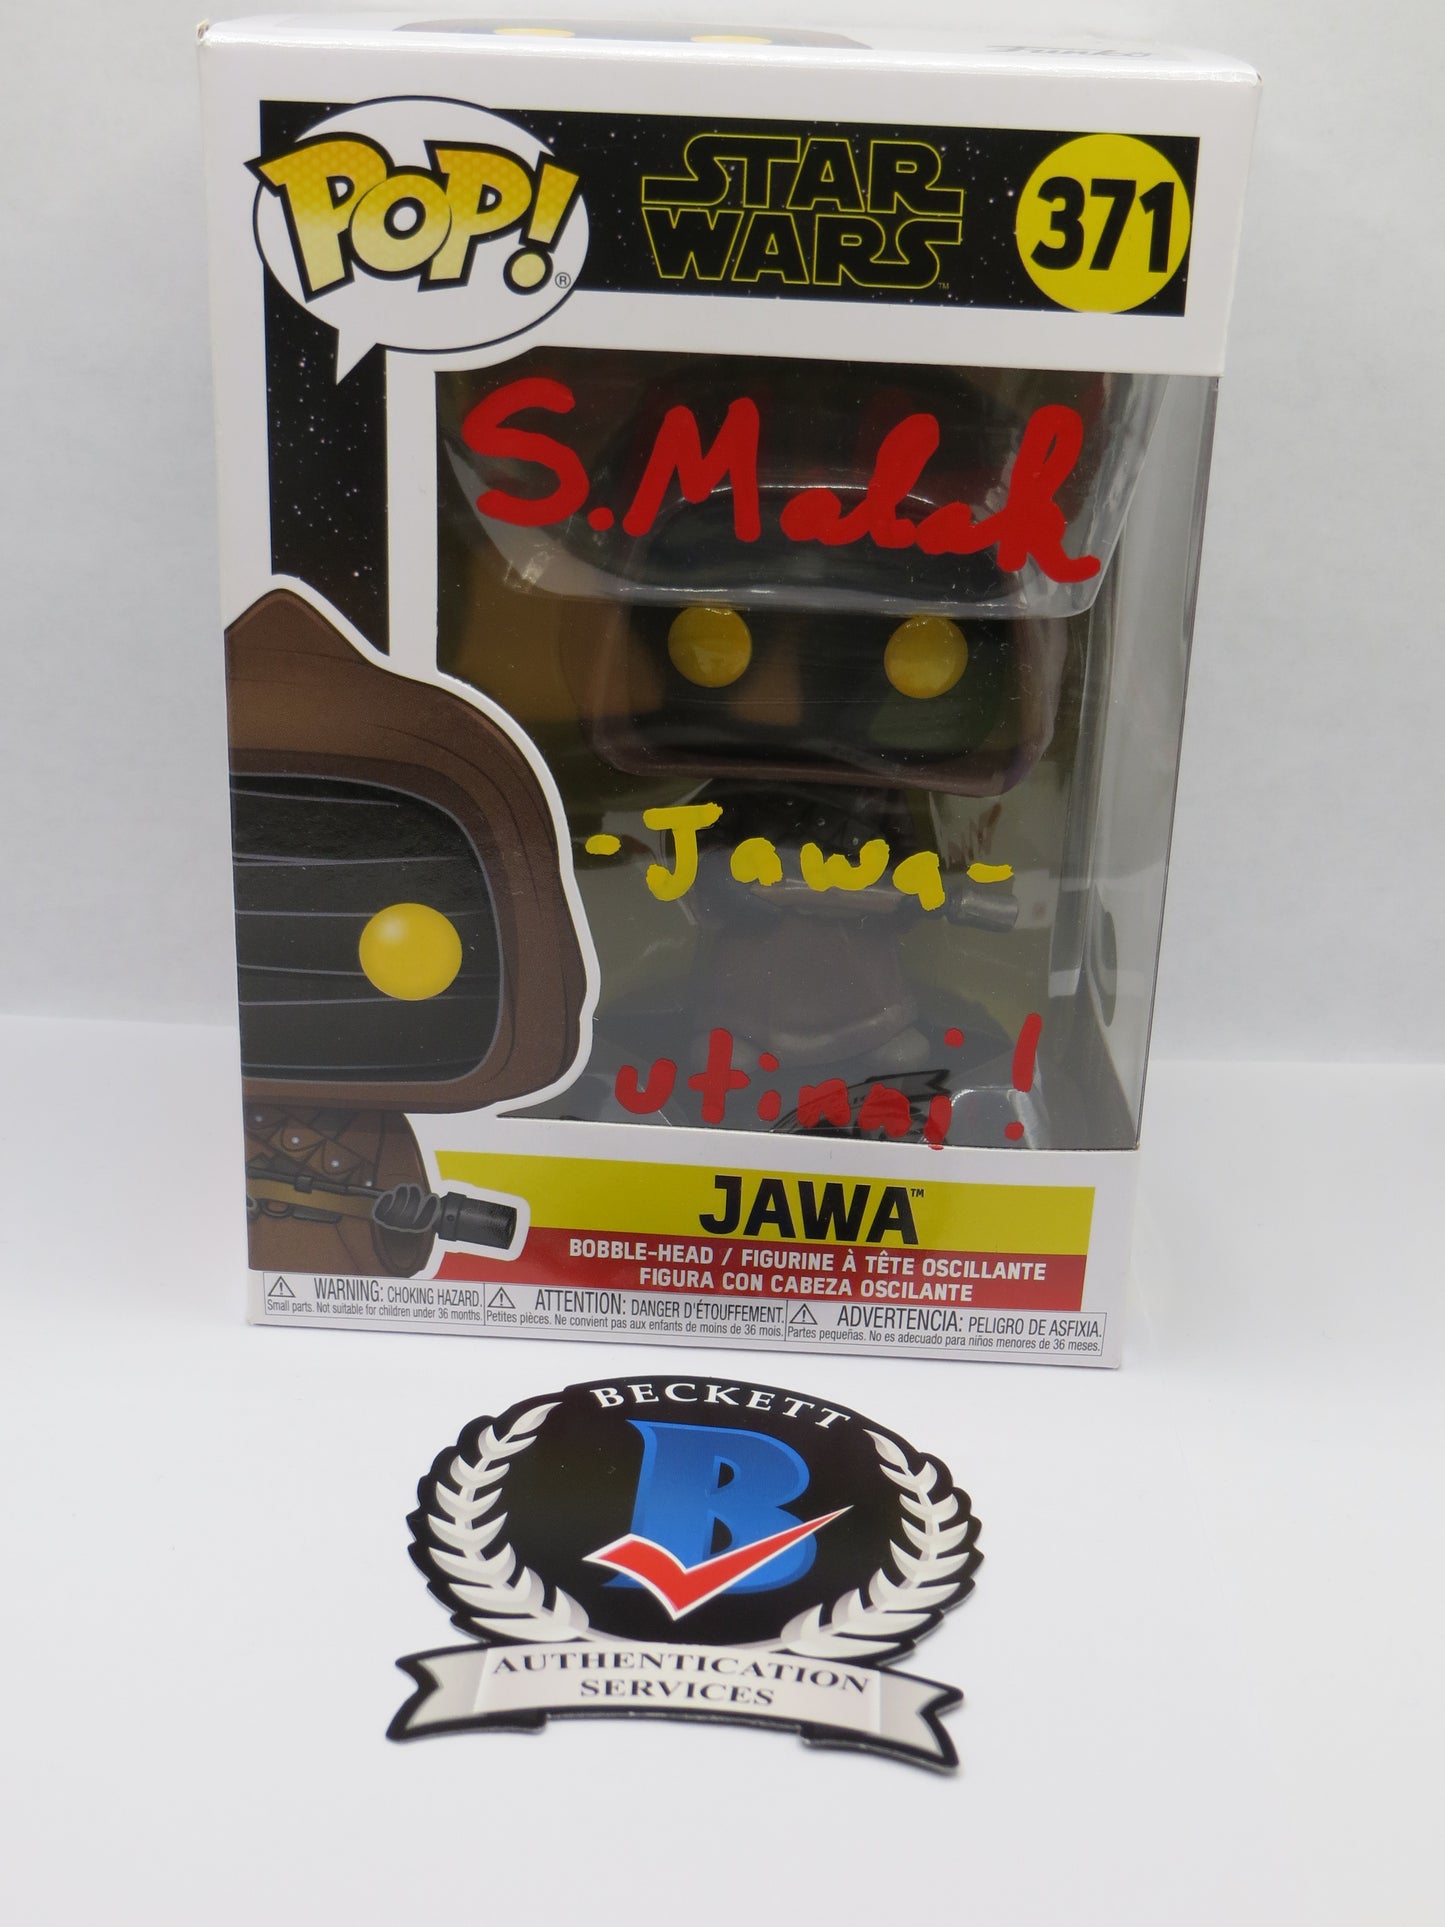 Funko
POP! ®
STAR
WARS ™
371
S. Malcak
-Jawa-
utinni!
JAWA™
BOBBLE-HEAD / FIGURINE À TÊTE OSCILLANTE
FIGURA CON CABEZA OSCILANTE
WARNING: CHOKING HAZARD.
Small parts. Not suitable for children under 36 months.
ATTENTION: DANGER D'ÉTOUFFEMENT.
Petites pièces. Ne convient pas aux enfants de moins de 36 mois.
ADVERTENCIA: PELIGRO DE ASFIXIA.
Partes pequeñas. No es adecuado para niños menores de 36 meses.
BECKETT
B
AUTHENTICATION
SERVICES